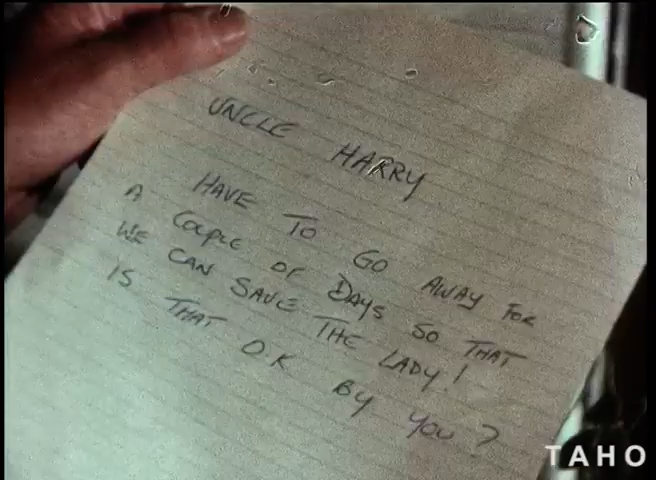 UNCLE HARRY
HAVE TO GO AWAY FOR
A COUPLE OF DAYS SO THAT
WE CAN SAVE THE LADY!
IS THAT O.K BY YOU?
TAHO